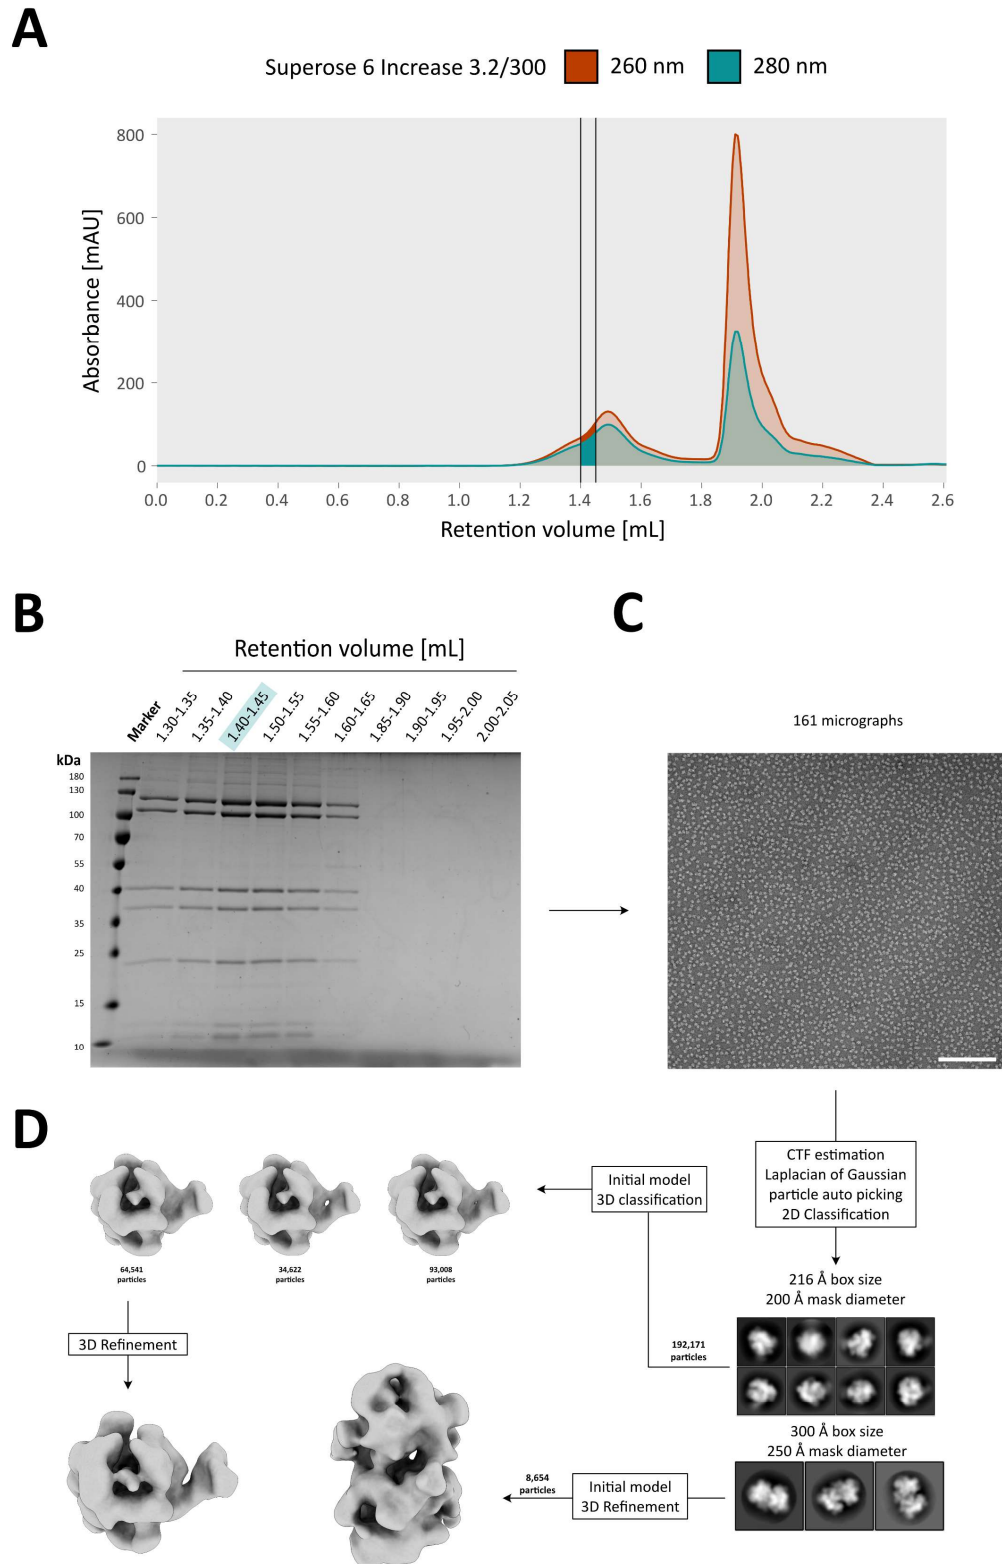 A
Superose 6 Increase 3.2/300 260 nm 280 nm
800
600
400
200
0
Absorbance [mAU]
0.0 0.2 0.4 0.6 0.8 1.0 1.2 1.4 1.6 1.8 2.0 2.2 2.4 2.6
Retention volume [mL]
B
Retention volume [mL]
Marker
1.30-1.35
1.35-1.40
1.40-1.45
1.50-1.55
1.55-1.60
1.60-1.65
1.85-1.90
1.90-1.95
1.95-2.00
2.00-2.05
kDa
180
130
100
70
55
40
35
25
15
10
C
161 micrographs
CTF estimation
Laplacian of Gaussian
particle auto picking
2D Classification
216 Å box size
200 Å mask diameter
192,171
particles
300 Å box size
250 Å mask diameter
D
Initial model
3D classification
64,541
particles
34,622
particles
93,008
particles
3D Refinement
8,654
particles
Initial model
3D Refinement